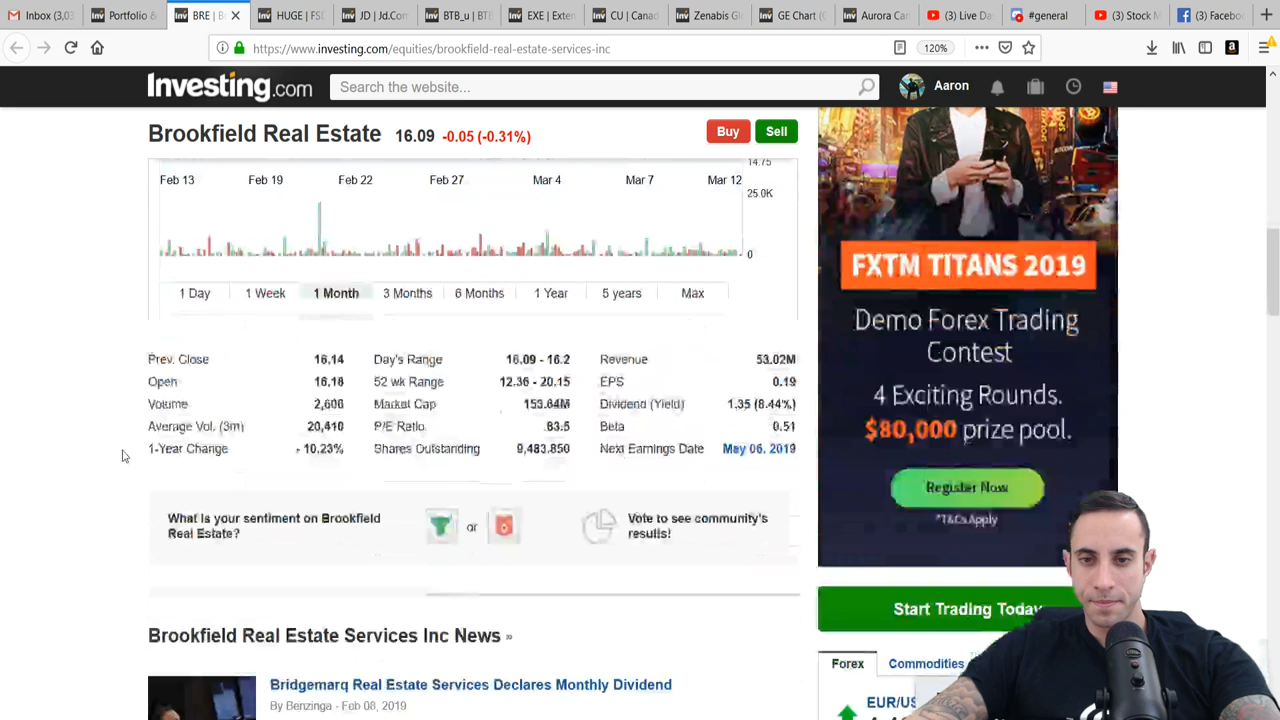 Inbox (3,03
Portfolio &
BRE | B
HUGE | FSD
JD | Jd.Com
BTB_u | BTB
EXE | Exten
CU | Canad
Zenabis Gl
GE Chart (
Aurora Can
(3) Live Da
#general
(3) Stock M
(3) Facebo
https://www.investing.com/equities/brookfield-real-estate-services-inc
120%
Investing.com
Search the website...
Aaron
Brookfield Real Estate 16.09 -0.05 (-0.31%)
Buy
Sell
14.75
Feb 13 Feb 19 Feb 22 Feb 27 Mar 4 Mar 7 Mar 12
25.0K
0
1 Day 1 Week 1 Month 3 Months 6 Months 1 Year 5 years Max
Prev. Close 16.14 Day's Range 16.09 - 16.2 Revenue 53.02M
Open 16.18 52 wk Range 12.36 - 20.15 EPS 0.19
Volume 2,606 Market Cap 153.64M Dividend (Yield) 1.35 (8.44%)
Average Vol. (3m) 20,410 P/E Ratio 83.5 Beta 0.51
1-Year Change - 10.23% Shares Outstanding 9,483,850 Next Earnings Date May 06, 2019
What is your sentiment on Brookfield
Real Estate?
or
Vote to see community's
results!
Brookfield Real Estate Services Inc News »
Bridgemarq Real Estate Services Declares Monthly Dividend
By Benzinga - Feb 08, 2019
FXTM TITANS 2019
Demo Forex Trading
Contest
4 Exciting Rounds.
$80,000 prize pool.
Register Now
*T&Cs Apply
Start Trading Today
Forex
Commodities
EUR/US